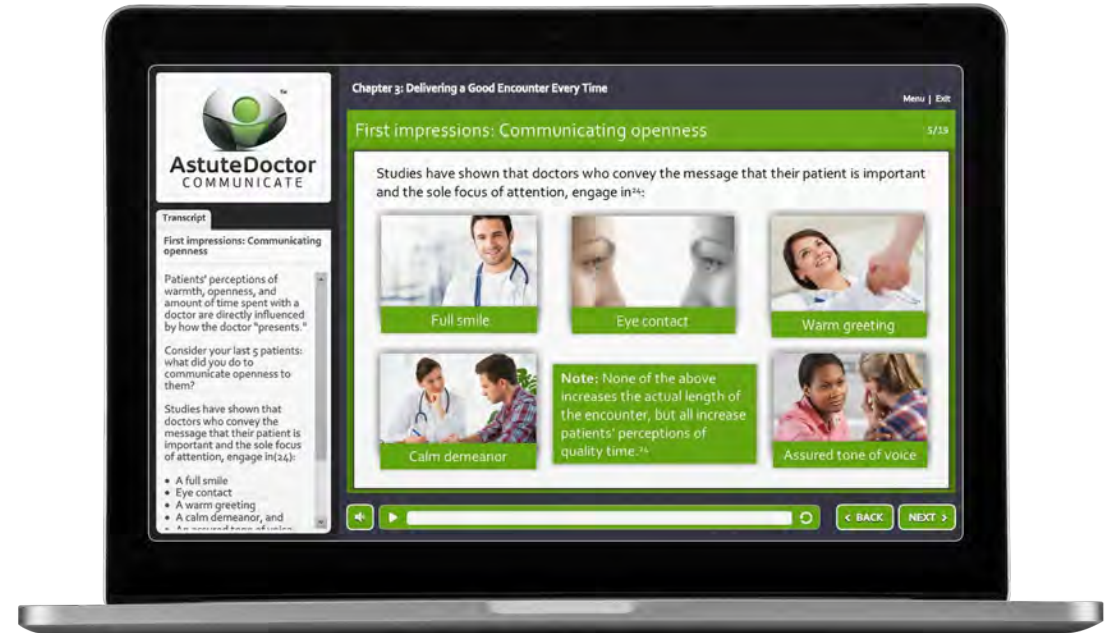 Chapter 3: Delivering a Good Encounter Every Time
Menu | Exit
AstuteDoctor
COMMUNICATE
™
Transcript
First impressions: Communicating
openness
Patients' perceptions of
warmth, openness, and
amount of time spent with a
doctor are directly influenced
by how the doctor "presents."
Consider your last 5 patients:
what did you do to
communicate openness to
them?
Studies have shown that
doctors who convey the
message that their patient is
important and the sole focus
of attention, engage in(24):
• A full smile
• Eye contact
• A warm greeting
• A calm demeanor, and
• An assured tone of voice
First impressions: Communicating openness
5/19
Studies have shown that doctors who convey the message that their patient is important
and the sole focus of attention, engage in²⁴:
Full smile
Eye contact
Warm greeting
Calm demeanor
Note: None of the above
increases the actual length of
the encounter, but all increase
patients' perceptions of
quality time.²⁴
Assured tone of voice
< BACK
NEXT >